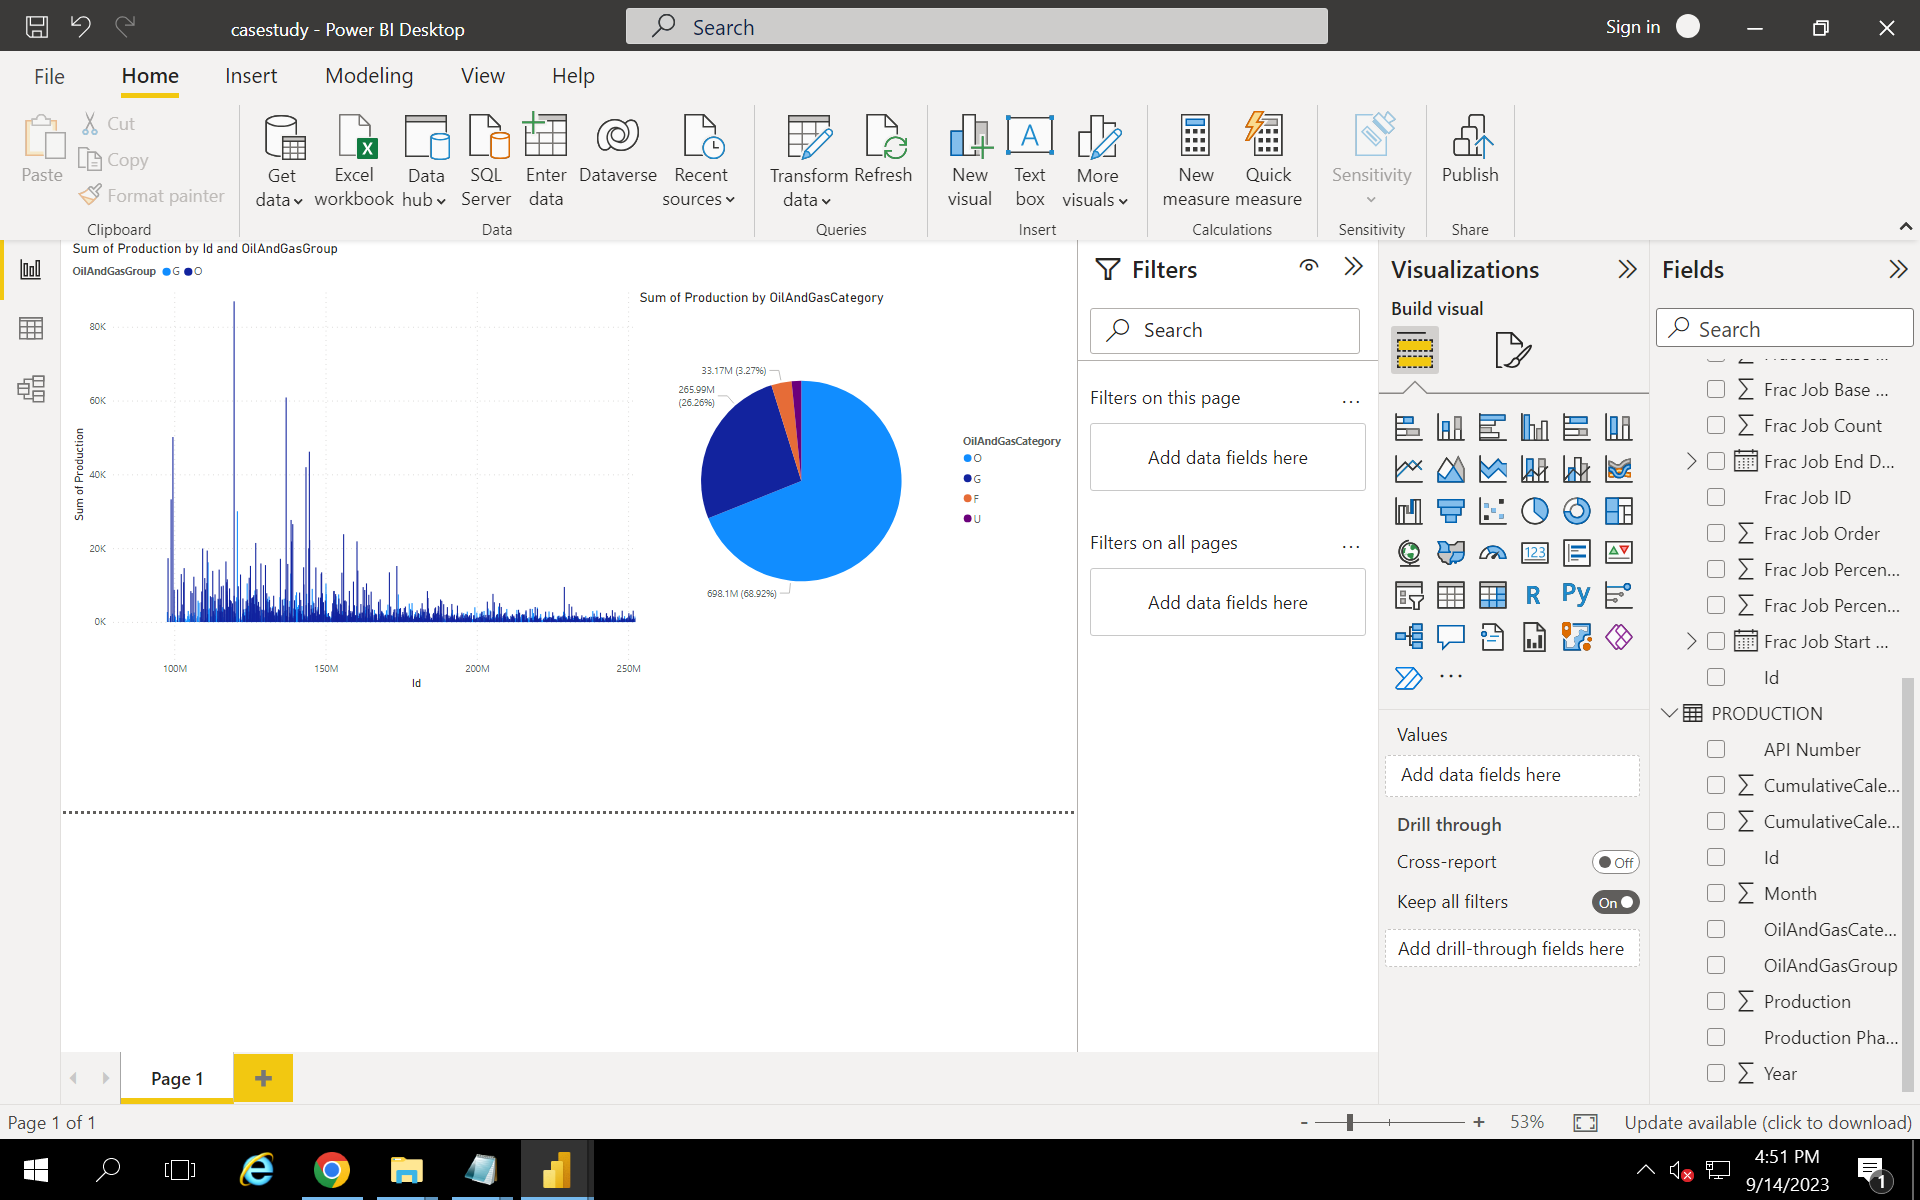 casestudy - Power BI Desktop
Search
Sign in
File
Home
Insert
Modeling
View
Help
Paste
Cut
Copy
Format painter
Clipboard
Get data
Excel workbook
Data hub
SQL Server
Enter data
Dataverse
Recent sources
Data
Transform data
Refresh
Queries
New visual
Text box
More visuals
Insert
New measure
Quick measure
Calculations
Sensitivity
Sensitivity
Publish
Share
Sum of Production by Id and OilAndGasGroup
OilAndGasGroup G O
Sum of Production
80K
60K
40K
20K
0K
100M
150M
200M
250M
Id
Sum of Production by OilAndGasCategory
33.17M (3.27%)
265.99M
(26.26%)
698.1M (68.92%)
OilAndGasCategory
O
G
F
U
Filters
Search
Filters on this page
...
Add data fields here
Filters on all pages
...
Add data fields here
Visualizations
Build visual
123
R
Py
...
Values
Add data fields here
Drill through
Cross-report
Off
Keep all filters
On
Add drill-through fields here
Fields
Search
Frac Job Base ...
Frac Job Count
Frac Job End D...
Frac Job ID
Frac Job Order
Frac Job Percen...
Frac Job Percen...
Frac Job Start ...
Id
PRODUCTION
API Number
CumulativeCale...
CumulativeCale...
Id
Month
OilAndGasCate...
OilAndGasGroup
Production
Production Pha...
Year
Page 1
Page 1 of 1
- + 53%
Update available (click to download)
4:51 PM
9/14/2023
1